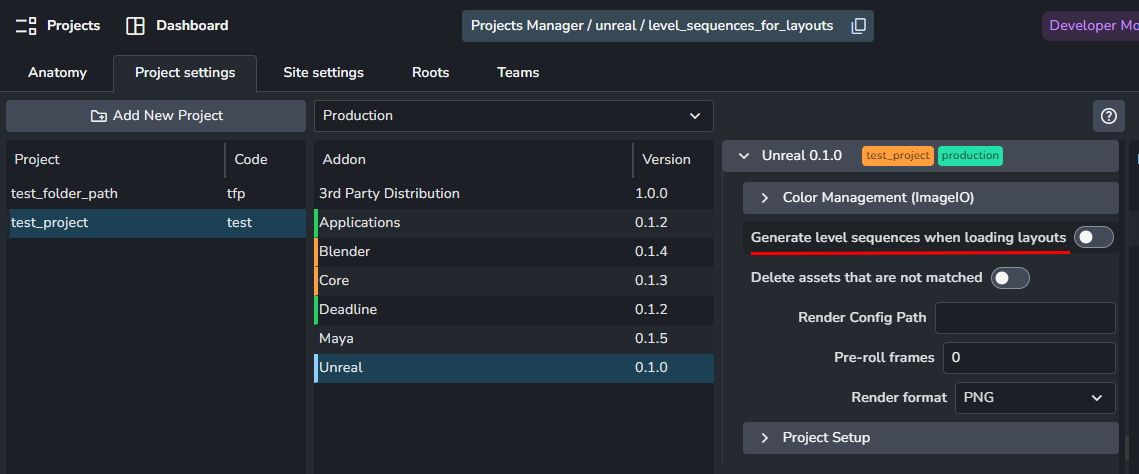 Projects Dashboard Projects Manager / unreal / level_sequences_for_layouts Developer Mo
Anatomy Project settings Site settings Roots Teams
Add New Project Production
Project Code Addon Version Unreal 0.1.0 test_project production
test_folder_path tfp 3rd Party Distribution 1.0.0 Color Management (ImageIO)
test_project test Applications 0.1.2
Generate level sequences when loading layouts
Blender 0.1.4
Core 0.1.3 Delete assets that are not matched
Deadline 0.1.2 Render Config Path
Maya 0.1.5
Unreal 0.1.0 Pre-roll frames 0
Render format PNG
Project Setup